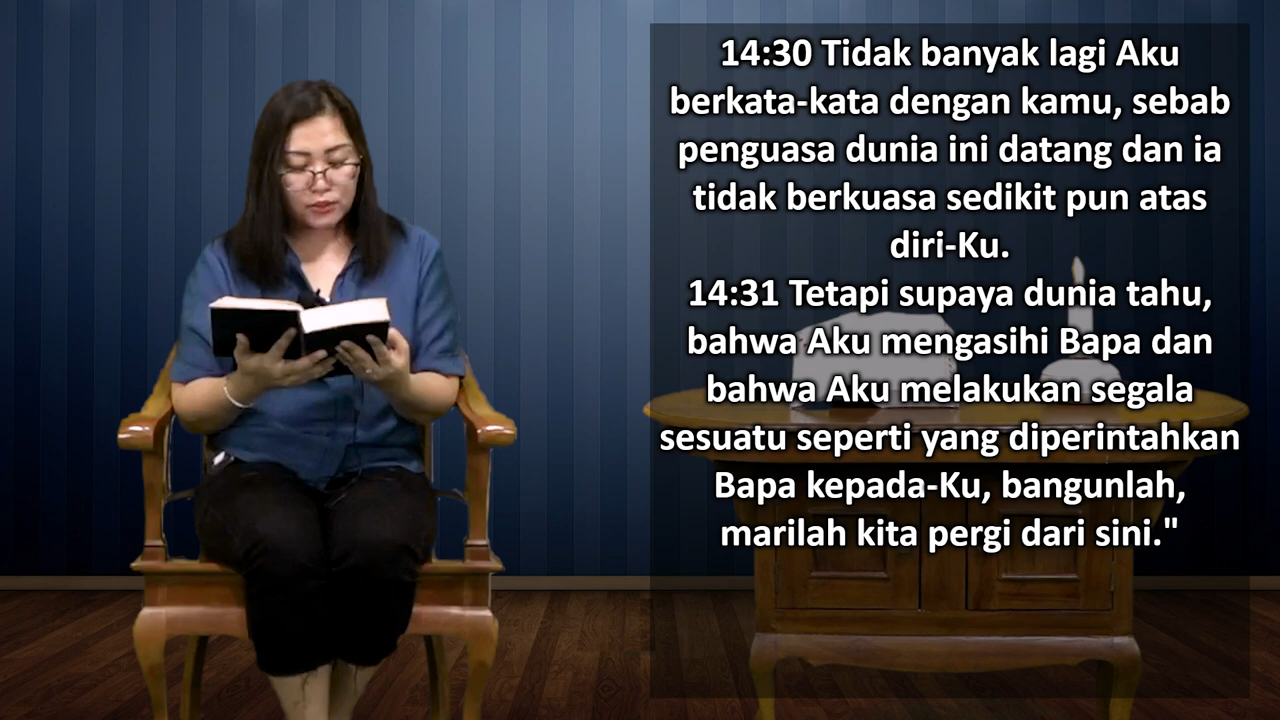 14:30 Tidak banyak lagi Aku
berkata-kata dengan kamu, sebab
penguasa dunia ini datang dan ia
tidak berkuasa sedikit pun atas
diri-Ku.
14:31 Tetapi supaya dunia tahu,
bahwa Aku mengasihi Bapa dan
bahwa Aku melakukan segala
sesuatu seperti yang diperintahkan
Bapa kepada-Ku, bangunlah,
marilah kita pergi dari sini."